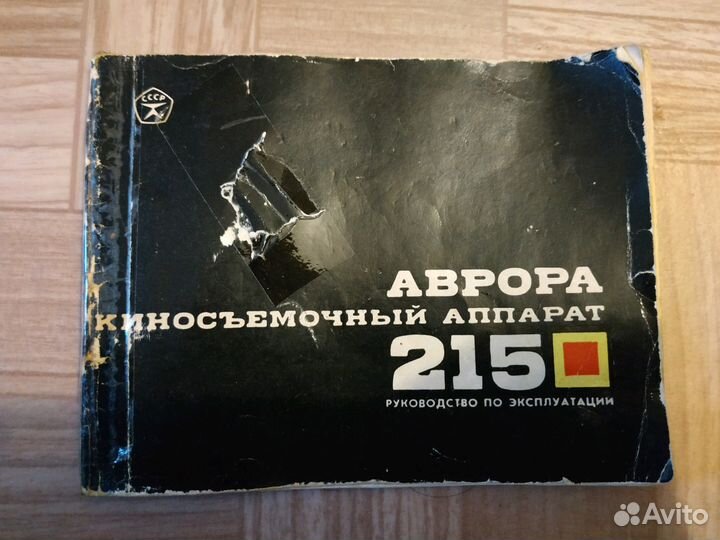 СССР
АВРОРА
КИНОСЪЕМОЧНЫЙ АППАРАТ
215
РУКОВОДСТВО ПО ЭКСПЛУАТАЦИИ
Avito